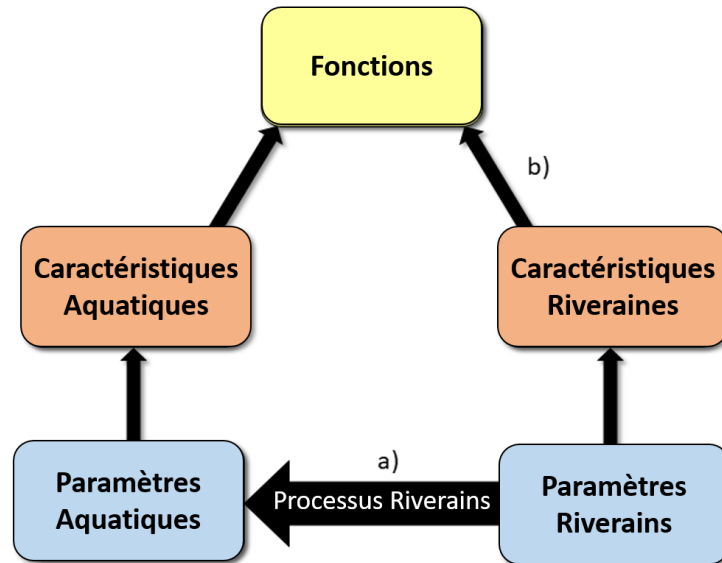 Fonctions
b)
Caractéristiques
Aquatiques
Caractéristiques
Riveraines
a)
Paramètres
Aquatiques
Processus Riverains
Paramètres
Riverains